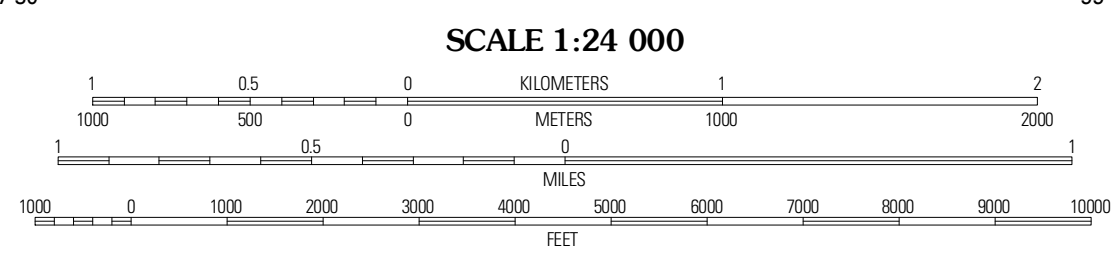 SCALE 1:24 000
1 0.5 0 KILOMETERS 1 2
1000 500 0 METERS 1000 2000
1 0.5 0 1
MILES
1000 0 1000 2000 3000 4000 5000 6000 7000 8000 9000 10000
FEET